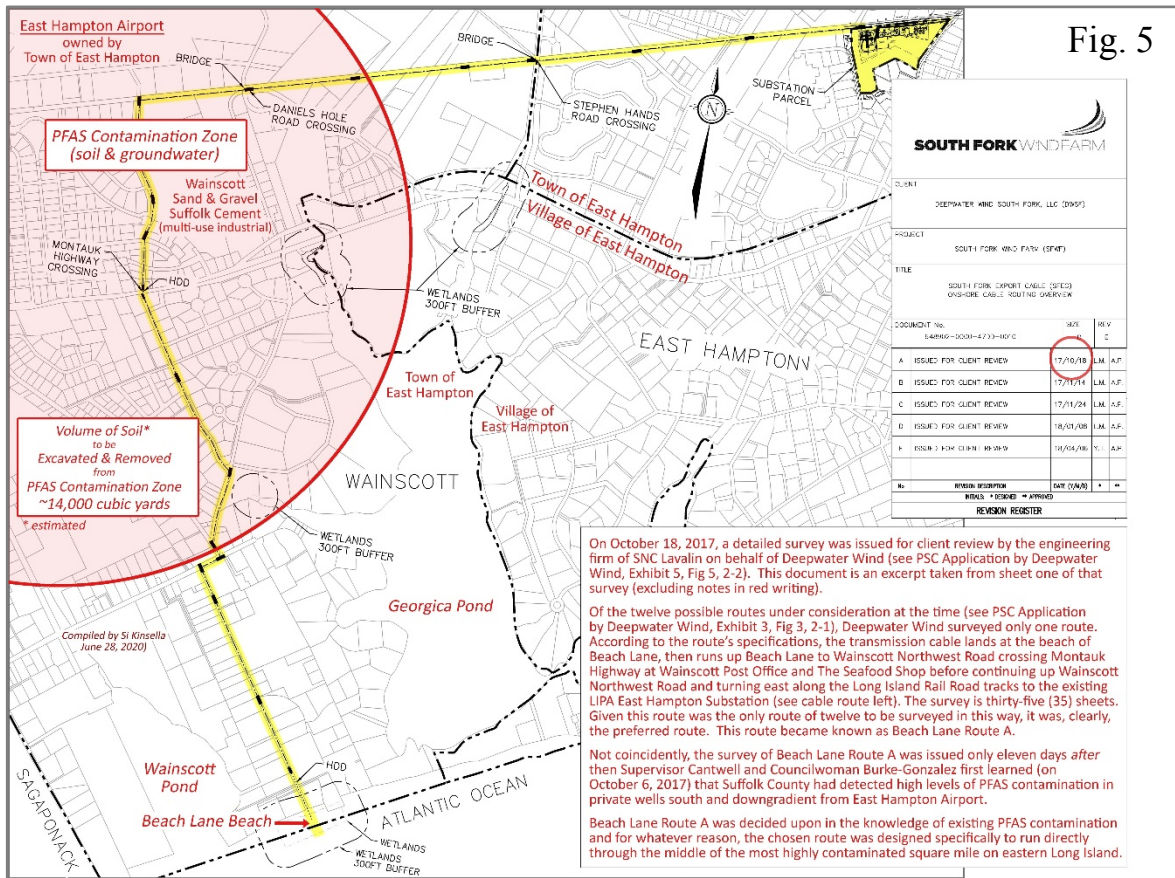 Fig. 5
East Hampton Airport
owned by
Town of East Hampton
BRIDGE
DANIELS HOLE
ROAD CROSSING
BRIDGE
STEPHEN HANDS
ROAD CROSSING
SUBSTATION
PARCEL
N
PFAS Contamination Zone
(soil & groundwater)
Wainscott
Sand & Gravel
Suffolk Cement
(multi-use industrial)
MONTAUK
HIGHWAY
CROSSING
HDD
WETLANDS
300FT BUFFER
Town of East Hampton
Village of East Hampton
EAST HAMPTONN
Town of
East Hampton
Village of
East Hampton
Volume of Soil*
to be
Excavated & Removed
from
PFAS Contamination Zone
~14,000 cubic yards
* estimated
WAINSCOTT
WETLANDS
300FT BUFFER
Georgica Pond
Compiled by Si Kinsella
June 28, 2020)
Wainscott
Pond
HDD
Beach Lane Beach
ATLANTIC OCEAN
SAGAPONACK
WETLANDS
WETLANDS
300FT BUFFER
SOUTH FORK WINDFARM
CLIENT
DEEPWATER WIND SOUTH FORK, LLC (DWSF)
PROJECT
SOUTH FORK WIND FARM (SFWF)
TITLE
SOUTH FORK EXPORT CABLE (SFEC)
ONSHORE CABLE ROUTING OVERVIEW
DOCUMENT No. SIZE REV
A ISSUED FOR CLIENT REVIEW 17/10/18 L.M. A.P.
B ISSUED FOR CLIENT REVIEW 17/11/14 L.M. A.P.
C ISSUED FOR CLIENT REVIEW 17/11/24 L.M. A.P.
D ISSUED FOR CLIENT REVIEW 18/01/08 L.M. A.P.
ISSUED FOR CLIENT REVIEW 18/04/06 A.P.
No REVISION DESCRIPTION DATE (Y/M/D) * **
INITIALS: * DESIGNED ** APPROVED
REVISION REGISTER
On October 18, 2017, a detailed survey was issued for client review by the engineering
firm of SNC Lavalin on behalf of Deepwater Wind (see PSC Application by Deepwater
Wind, Exhibit 5, Fig 5, 2-2). This document is an excerpt taken from sheet one of that
survey (excluding notes in red writing).
Of the twelve possible routes under consideration at the time (see PSC Application
by Deepwater Wind, Exhibit 3, Fig 3, 2-1), Deepwater Wind surveyed only one route.
According to the route's specifications, the transmission cable lands at the beach of
Beach Lane, then runs up Beach Lane to Wainscott Northwest Road crossing Montauk
Highway at Wainscott Post Office and The Seafood Shop before continuing up Wainscott
Northwest Road and turning east along the Long Island Rail Road tracks to the existing
LIPA East Hampton Substation (see cable route left). The survey is thirty-five (35) sheets.
Given this route was the only route of twelve to be surveyed in this way, it was, clearly,
the preferred route. This route became known as Beach Lane Route A.
Not coincidently, the survey of Beach Lane Route A was issued only eleven days after
then Supervisor Cantwell and Councilwoman Burke-Gonzalez first learned (on
October 6, 2017) that Suffolk County had detected high levels of PFAS contamination in
private wells south and downgradient from East Hampton Airport.
Beach Lane Route A was decided upon in the knowledge of existing PFAS contamination
and for whatever reason, the chosen route was designed specifically to run directly
through the middle of the most highly contaminated square mile on eastern Long Island.